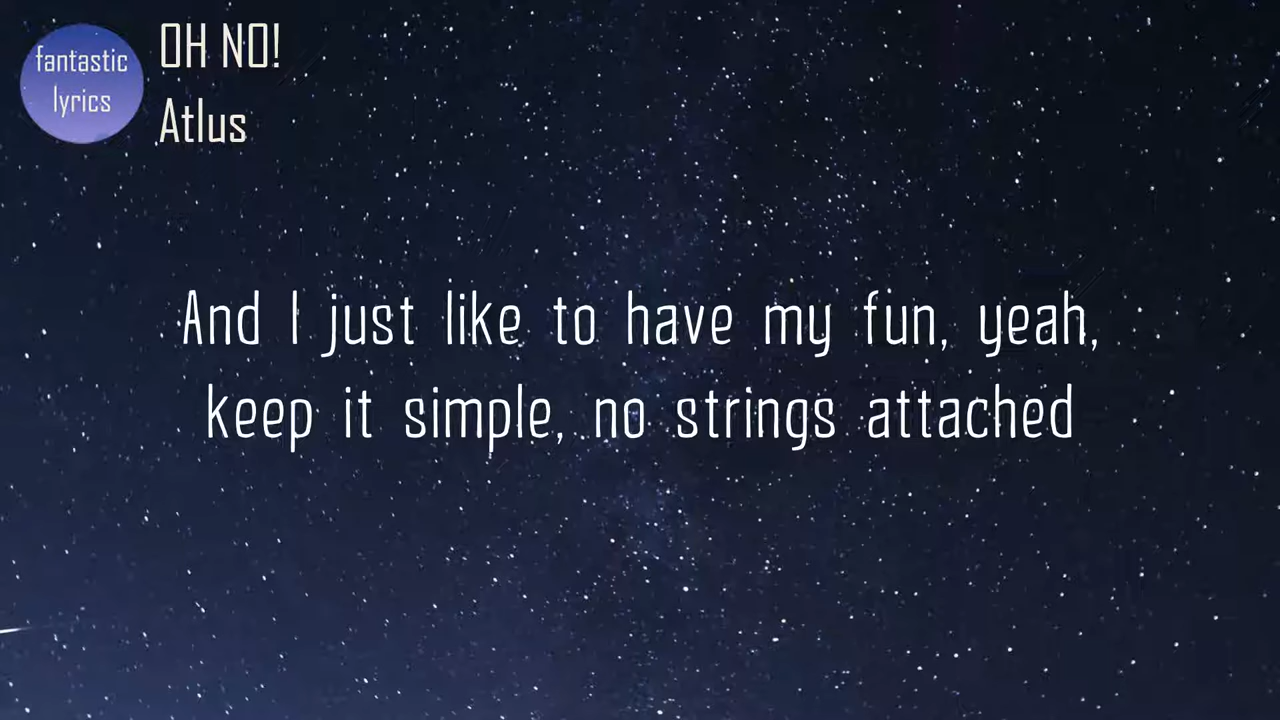 fantastic
lyrics
OH NO!
Atlus
And I just like to have my fun, yeah,
keep it simple, no strings attached